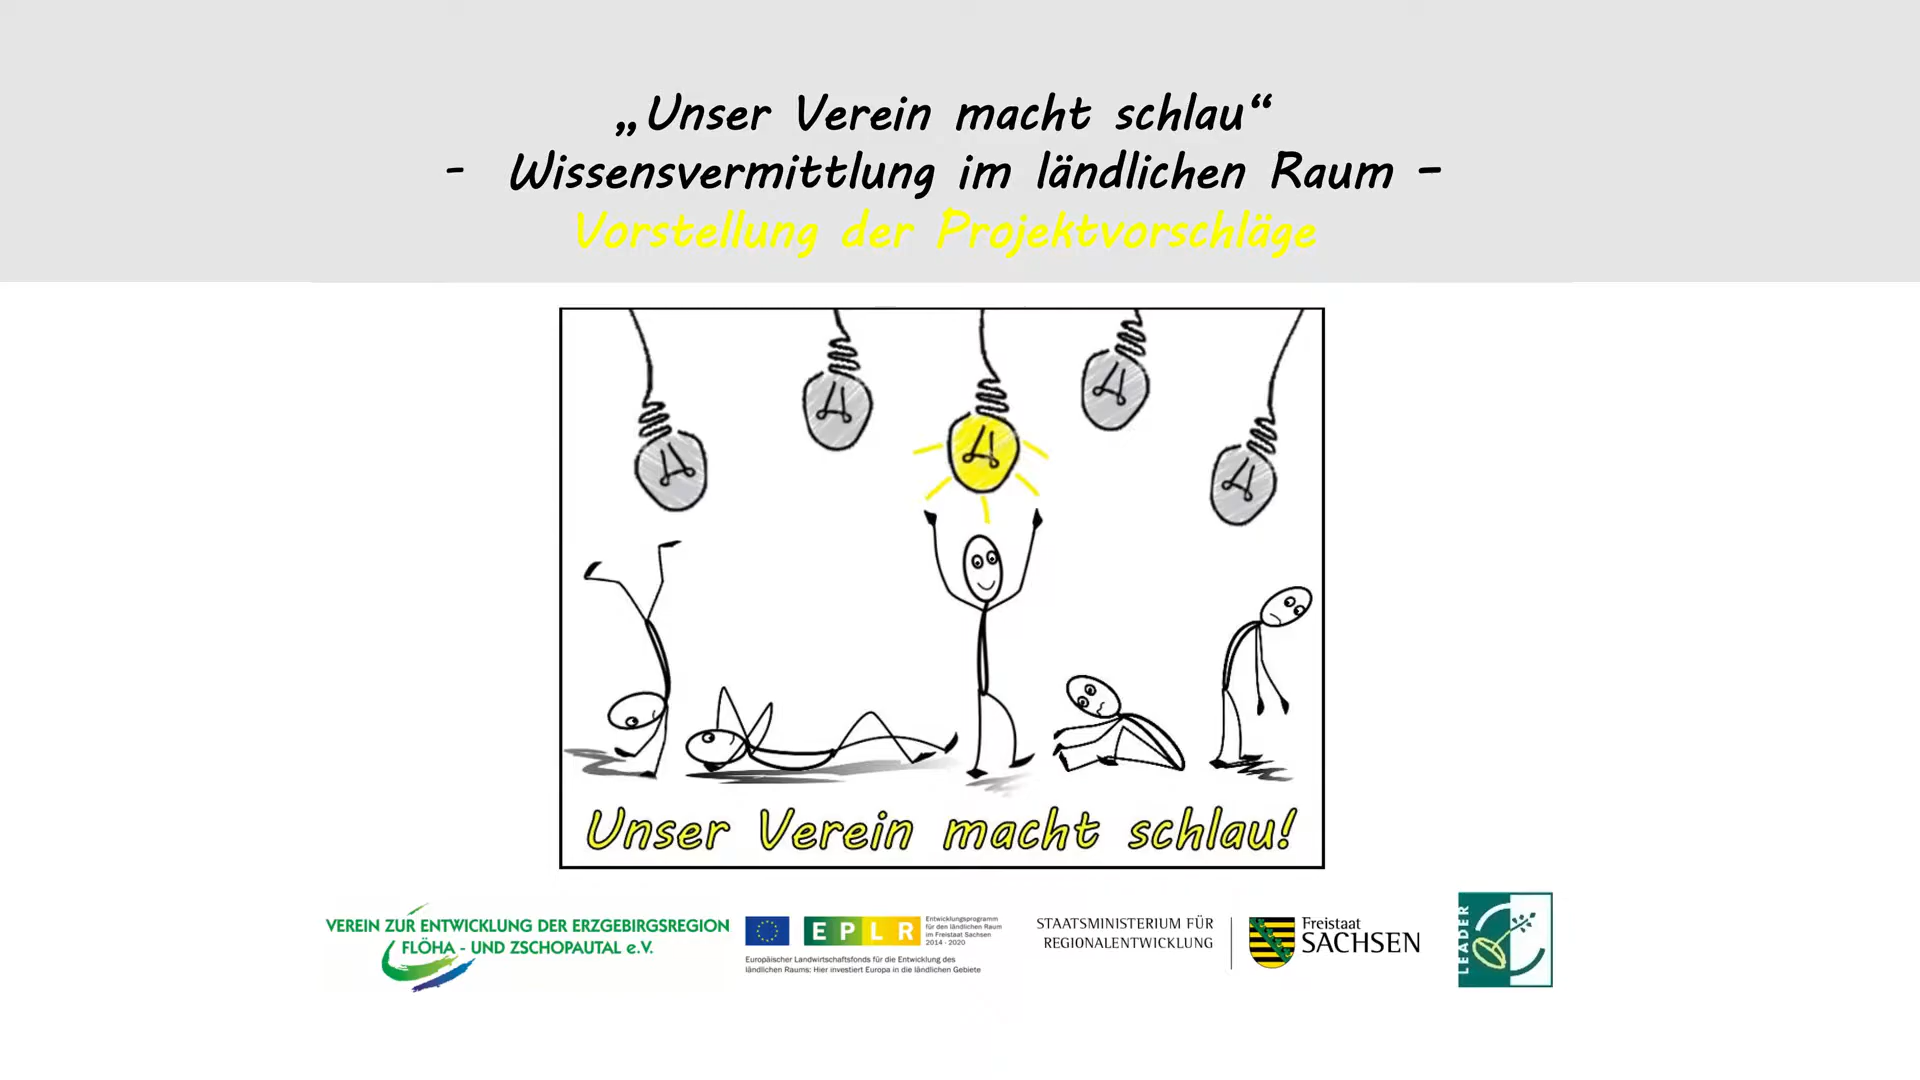 „Unser Verein macht schlau“
- Wissensvermittlung im ländlichen Raum –
Vorstellung der Projektvorschläge
Unser Verein macht schlau!
VEREIN ZUR ENTWICKLUNG DER ERZGEBIRGSREGION
FLÖHA - UND ZSCHOPAUTAL e.V.
EPLR
Entwicklungsprogramm
für den ländlichen Raum
im Freistaat Sachsen
2014 - 2020
Europäischer Landwirtschaftsfonds für die Entwicklung des
ländlichen Raums: Hier investiert Europa in die ländlichen Gebiete
STAATSMINISTERIUM FÜR
REGIONALENTWICKLUNG
Freistaat
SACHSEN
LEADER